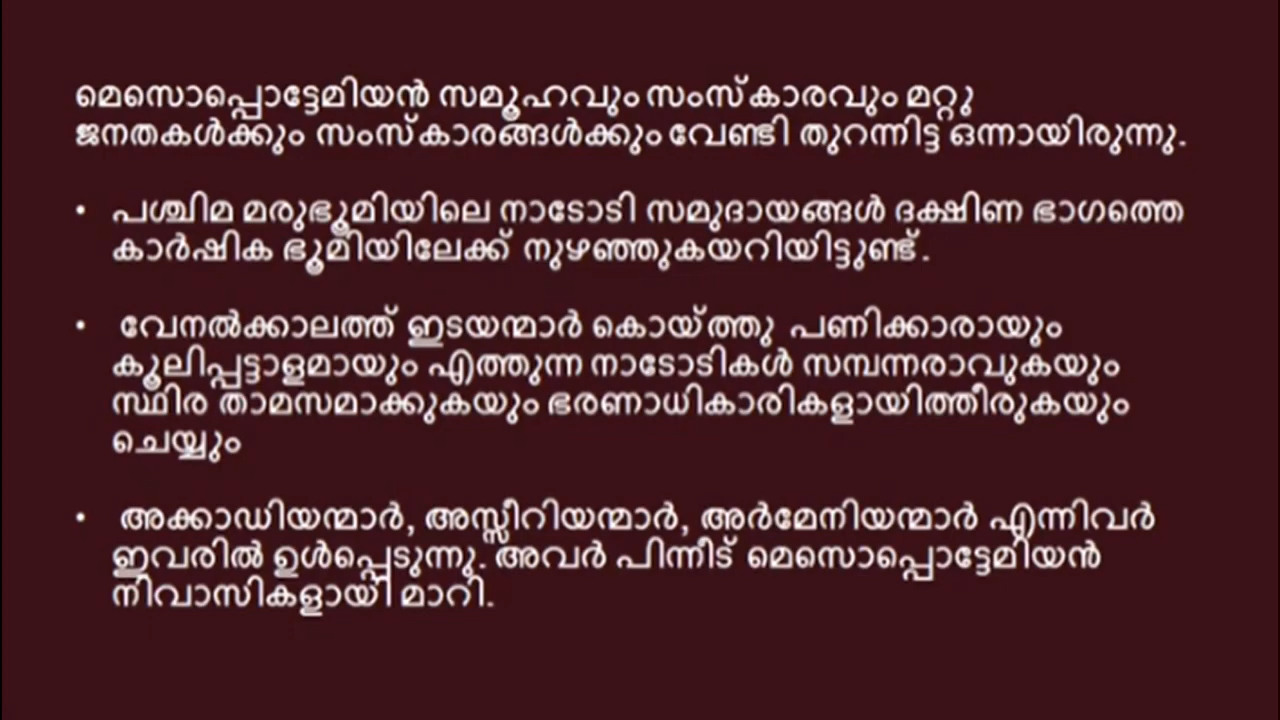 മെസൊപ്പൊട്ടേമിയൻ സമൂഹവും സംസ്കാരവും മറ്റു
ജനതകൾക്കും സംസ്കാരങ്ങൾക്കും വേണ്ടി തുറന്നിട്ട ഒന്നായിരുന്നു.
• പശ്ചിമ മരുഭൂമിയിലെ നാടോടി സമുദായങ്ങൾ ദക്ഷിണ ഭാഗത്തെ
കാർഷിക ഭൂമിയിലേക്ക് നുഴഞ്ഞുകയറിയിട്ടുണ്ട്.
• വേനൽക്കാലത്ത് ഇടയന്മാർ കൊയ്ത്തു പണിക്കാരായും
കൂലിപ്പട്ടാളമായും എത്തുന്ന നാടോടികൾ സമ്പന്നരാവുകയും
സ്ഥിര താമസമാക്കുകയും ഭരണാധികാരികളായിത്തീരുകയും
ചെയ്യും
• അക്കാഡിയന്മാർ, അസ്സീറിയന്മാർ, അർമേനിയന്മാർ എന്നിവർ
ഇവരിൽ ഉൾപ്പെടുന്നു. അവർ പിന്നീട് മെസൊപ്പൊട്ടേമിയൻ
നിവാസികളായി മാറി.